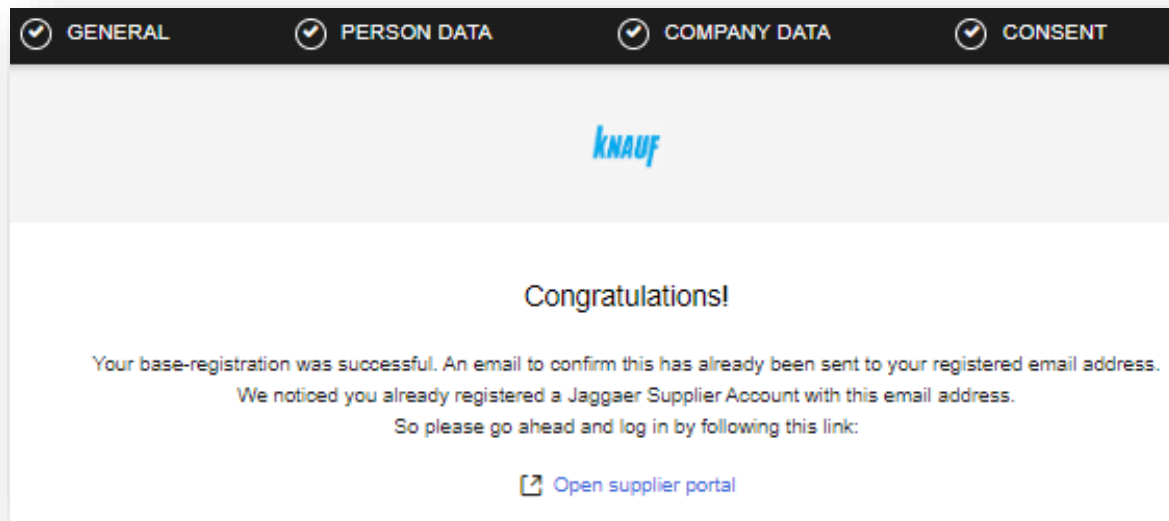 GENERAL PERSON DATA COMPANY DATA CONSENT
KNAUF
Congratulations!
Your base-registration was successful. An email to confirm this has already been sent to your registered email address.
We noticed you already registered a Jaggaer Supplier Account with this email address.
So please go ahead and log in by following this link:
Open supplier portal